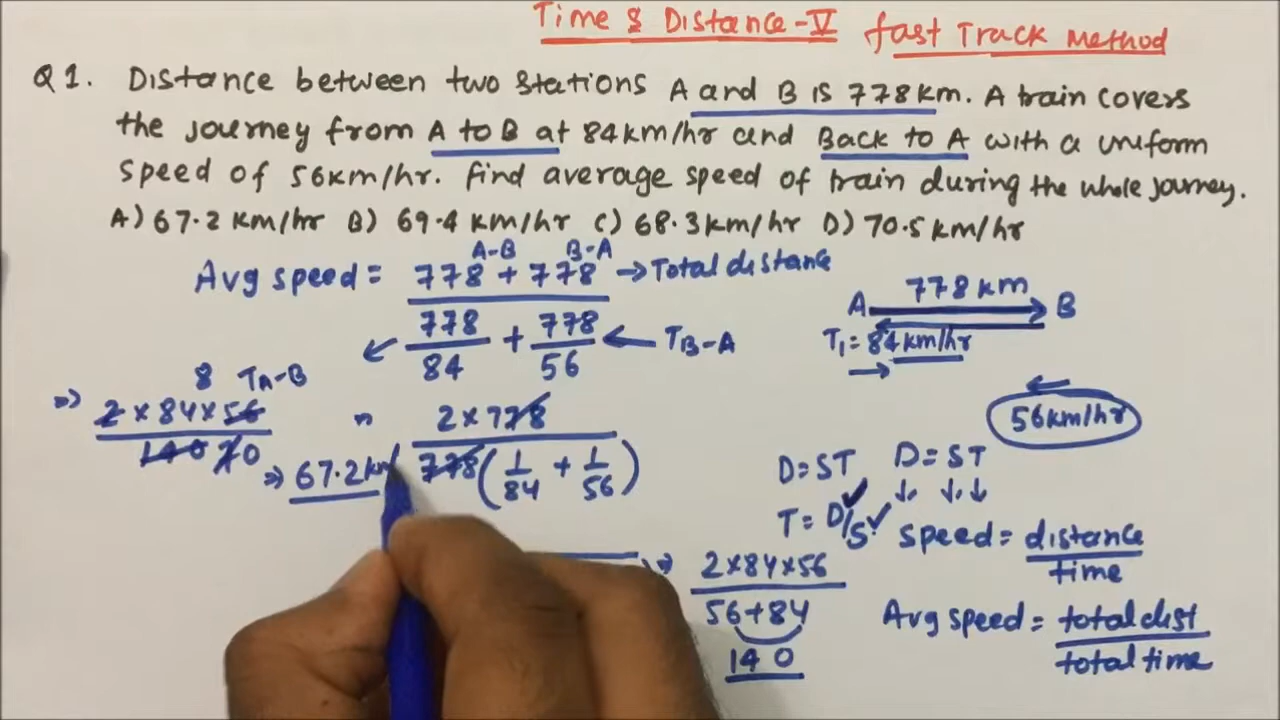 Time & Distance-V fast Track Method
Q1. Distance between two Stations A and B is 778km. A train covers
the journey from A to B at 84km/hr and Back to A with a uniform
speed of 56km/hr. find average speed of train during the whole journey.
A) 67.2 km/hr B) 69.4 km/hr C) 68.3km/hr D) 70.5 km/hr
A-B B-A
Avg speed = 778 + 778 → Total distance
778/84 + 778/56 ← TB-A
A 778 km B
T1= 84 km/hr
56km/hr
8 TA-B
⇒ 2 × 84 × 56
140 20
⇒ 67.2 km/
2 × 778
778 ( 1/84 + 1/56 )
D=ST D=ST
T= D/S
Speed = distance
time
⇒ 2×84×56
56+84
140
Avg speed = total dist
total time